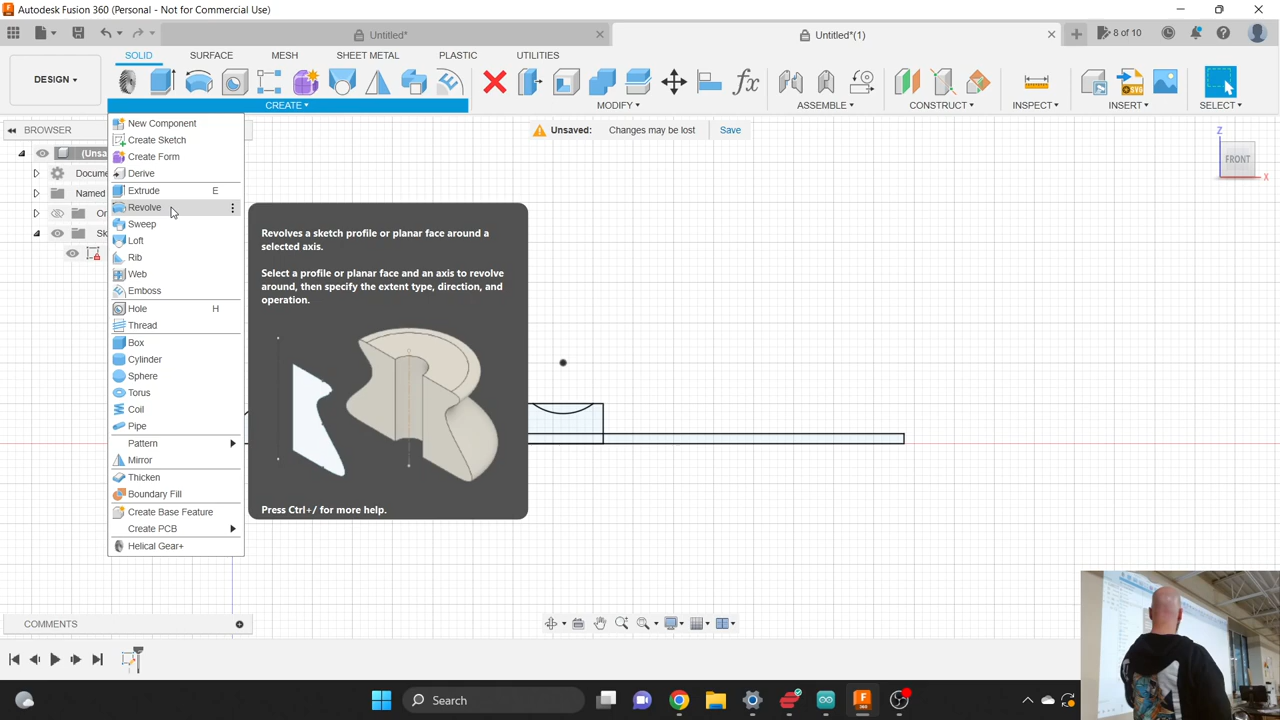 Autodesk Fusion 360 (Personal - Not for Commercial Use)
Untitled*
Untitled*(1)
8 of 10
SOLID
SURFACE
MESH
SHEET METAL
PLASTIC
UTILITIES
DESIGN
CREATE
MODIFY
ASSEMBLE
CONSTRUCT
INSPECT
INSERT
SELECT
BROWSER
Unsaved:
Changes may be lost
Save
Z
FRONT
X
(Unsa
Docume
Named
Or
Sk
New Component
Create Sketch
Create Form
Derive
Extrude E
Revolve
Sweep
Loft
Rib
Web
Emboss
Hole H
Thread
Box
Cylinder
Sphere
Torus
Coil
Pipe
Pattern
Mirror
Thicken
Boundary Fill
Create Base Feature
Create PCB
Helical Gear+
Revolves a sketch profile or planar face around a
selected axis.
Select a profile or planar face and an axis to revolve
around, then specify the extent type, direction, and
operation.
Press Ctrl+/ for more help.
COMMENTS
Search